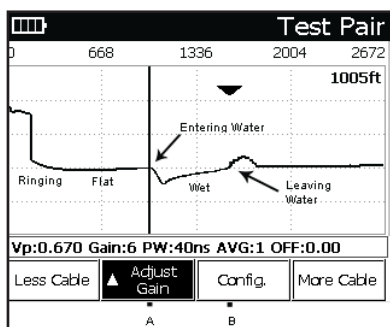 Test Pair
0 668 1336 2004 2672
1005ft
Entering Water
Ringing Flat Wet Leaving Water
Vp:0.670 Gain:6 PW:40ns AVG:1 OFF:0.00
Less Cable ▲ Adjust Gain Config. More Cable
A B